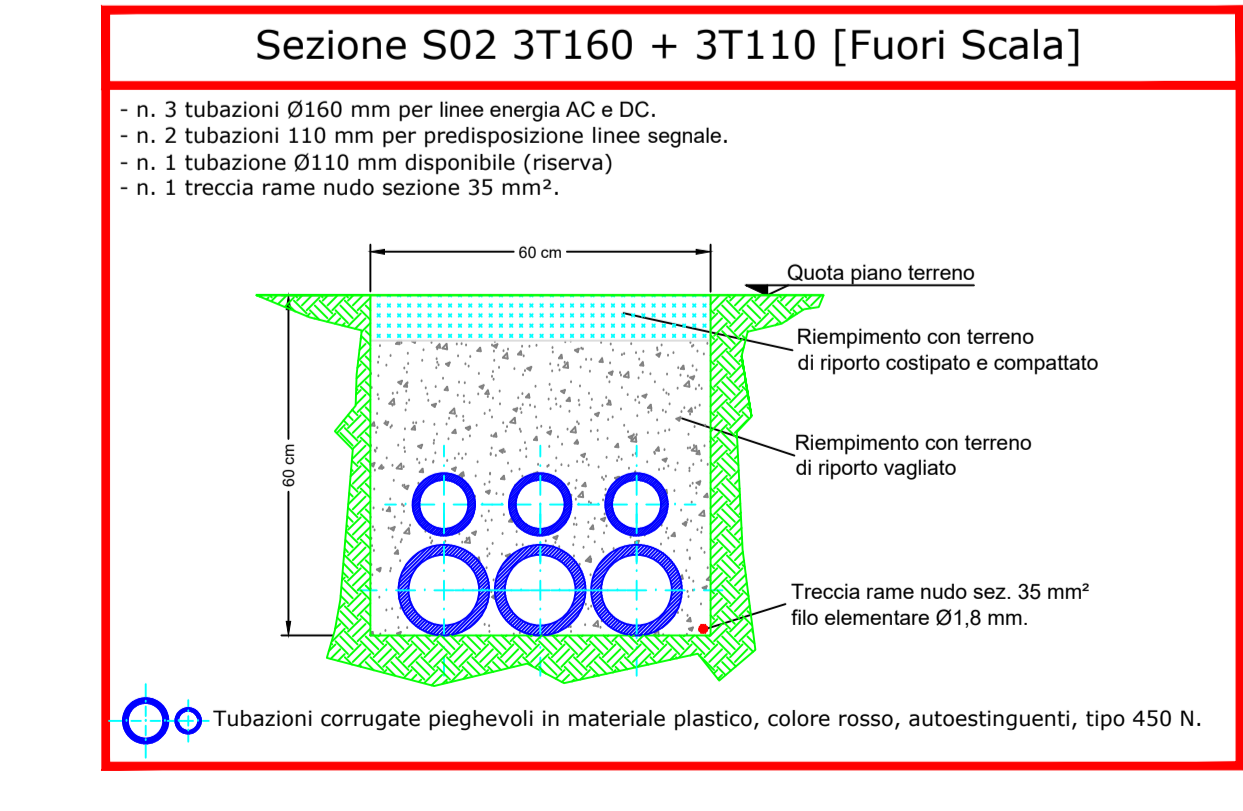 Sezione S02 3T160 + 3T110 [Fuori Scala]
- n. 3 tubazioni Ø160 mm per linee energia AC e DC.
- n. 2 tubazioni 110 mm per predisposizione linee segnale.
- n. 1 tubazione Ø110 mm disponibile (riserva)
- n. 1 treccia rame nudo sezione 35 mm².
60 cm
Quota piano terreno
Riempimento con terreno
di riporto costipato e compattato
Riempimento con terreno
di riporto vagliato
60 cm
Treccia rame nudo sez. 35 mm²
filo elementare Ø1,8 mm.
Tubazioni corrugate pieghevoli in materiale plastico, colore rosso, autoestinguenti, tipo 450 N.